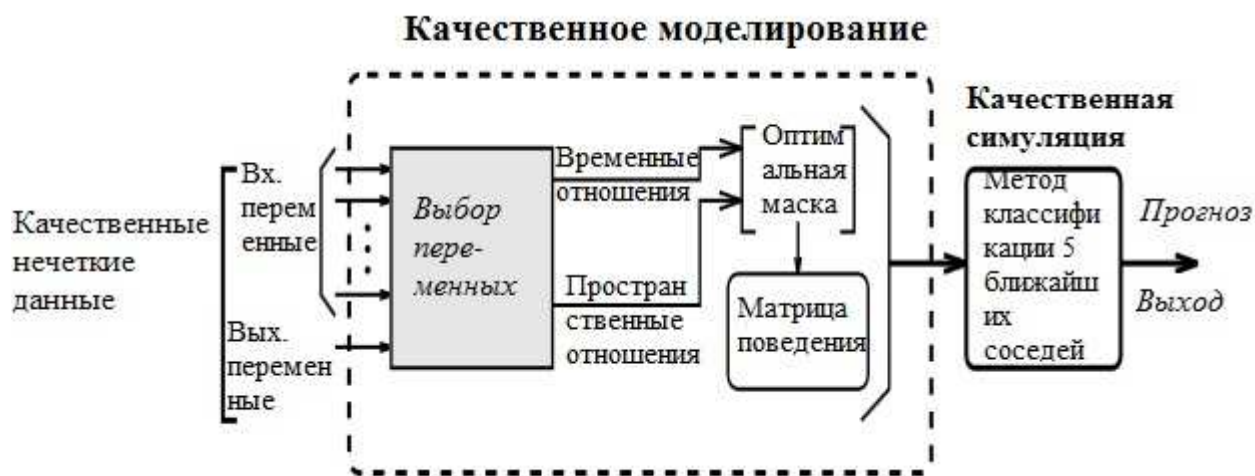 Качественное моделирование
Качественные
нечеткие
данные
Вх.
перем
енные
Вых.
перемен
ные
Выбор
пере-
менных
Временные
отношения
Простран
ственные
отношения
Оптим
альная
маска
Матрица
поведения
Качественная
симуляция
Метод
классифи
кации 5
ближайш
их
соседей
Прогноз
Выход